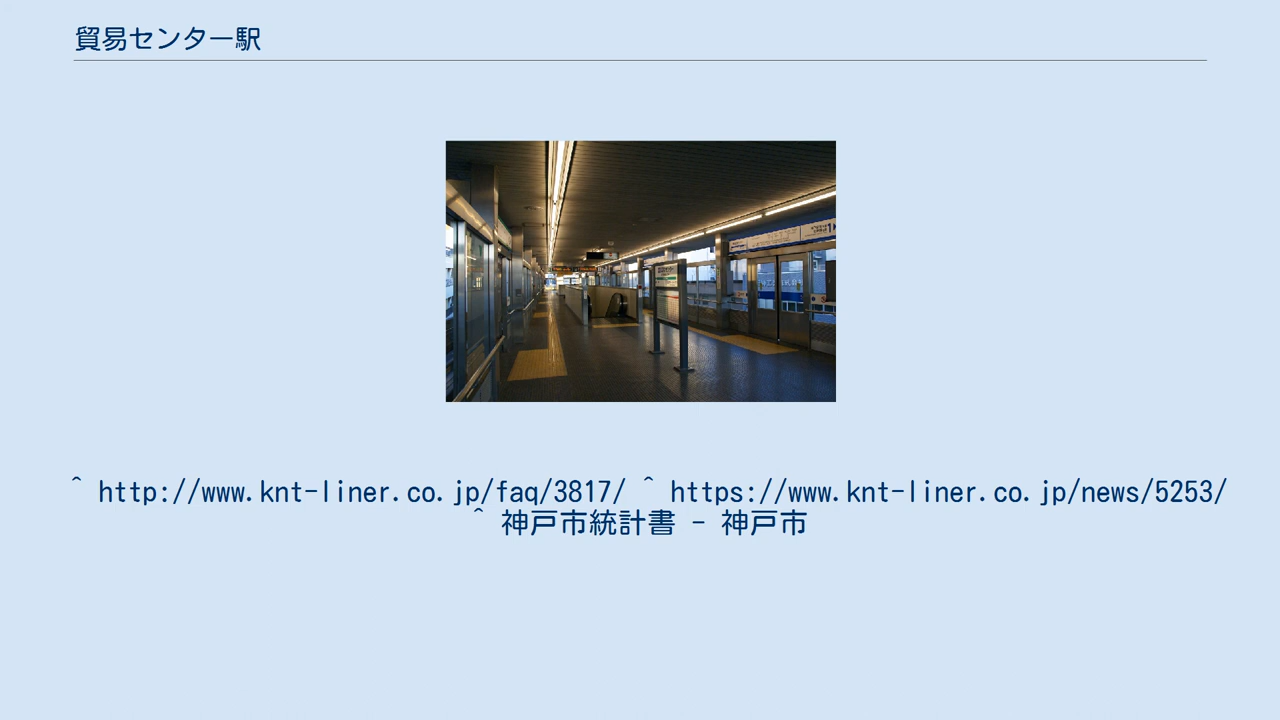 貿易センター駅
^ http://www.knt-liner.co.jp/faq/3817/ ^ https://www.knt-liner.co.jp/news/5253/
^ 神戸市統計書 - 神戸市